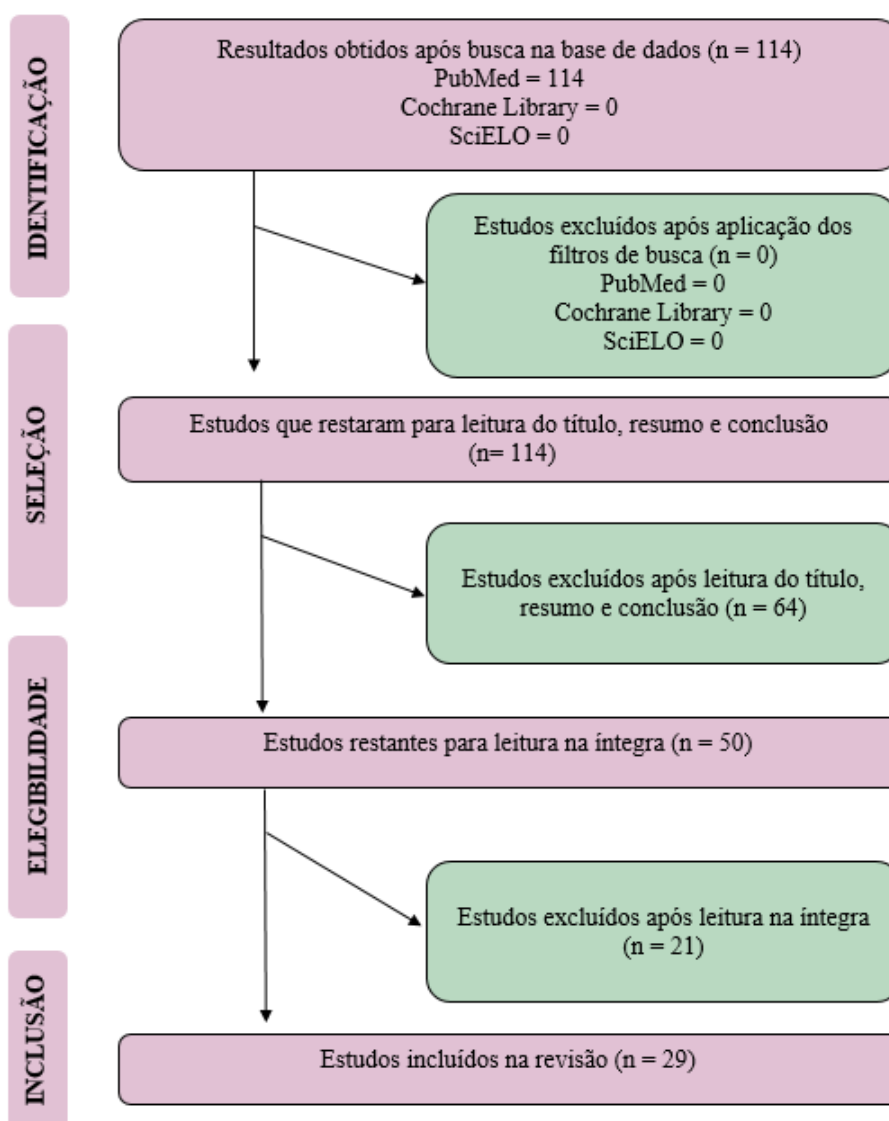 IDENTIFICAÇÃO
Resultados obtidos após busca na base de dados (n = 114)
PubMed = 114
Cochrane Library = 0
SciELO = 0
Estudos excluídos após aplicação dos
filtros de busca (n = 0)
PubMed = 0
Cochrane Library = 0
SciELO = 0
SELEÇÃO
Estudos que restaram para leitura do título, resumo e conclusão
(n= 114)
Estudos excluídos após leitura do título,
resumo e conclusão (n = 64)
ELEGIBILIDADE
Estudos restantes para leitura na íntegra (n = 50)
Estudos excluídos após leitura na íntegra
(n = 21)
INCLUSÃO
Estudos incluídos na revisão (n = 29)